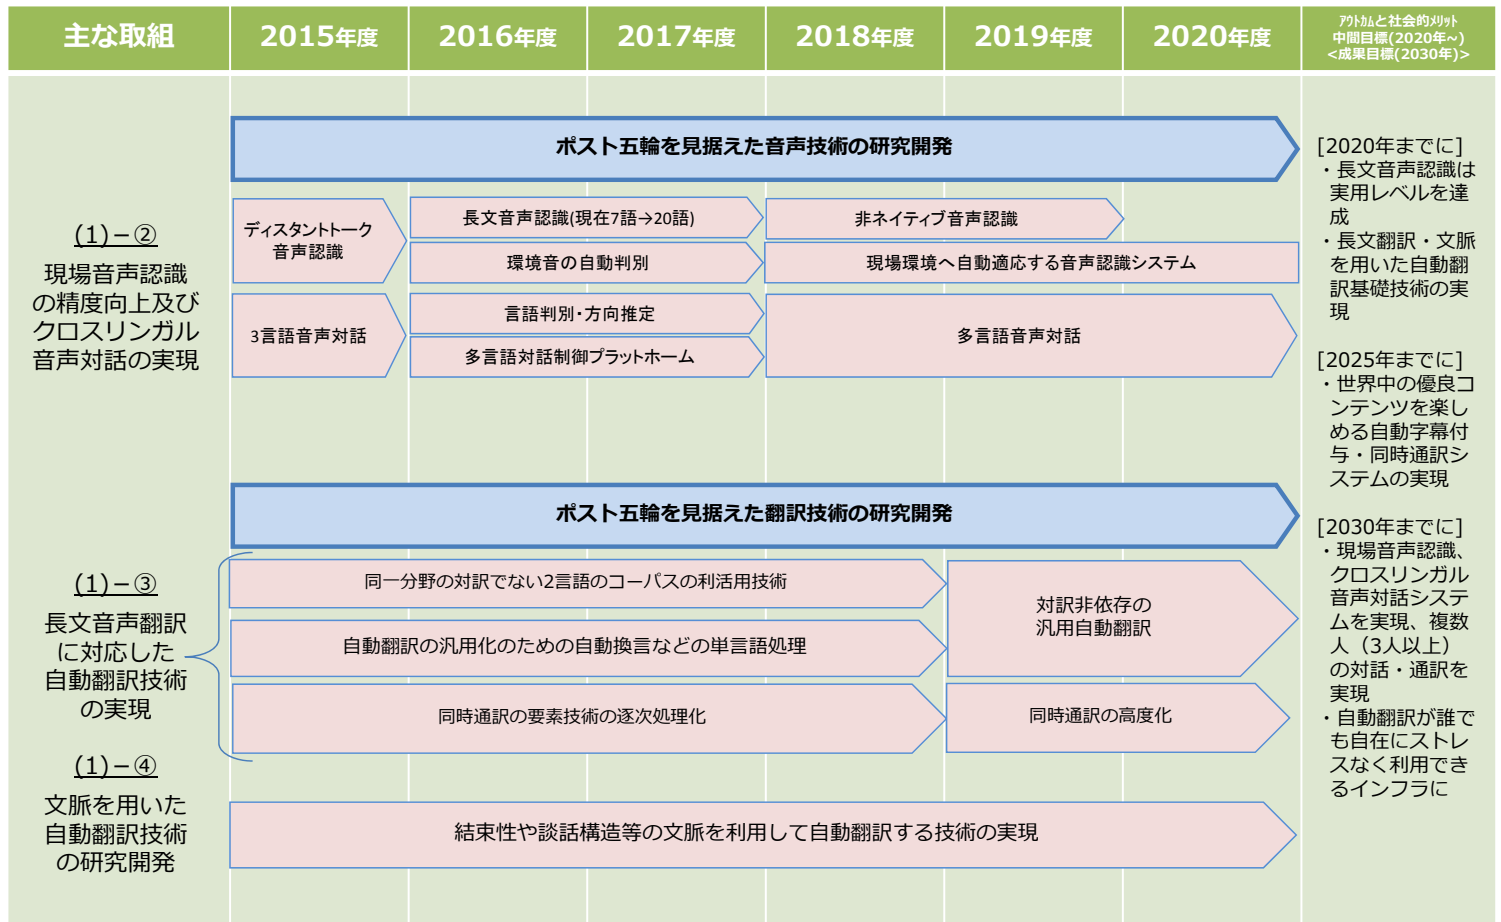 主な取組
2015年度
2016年度
2017年度
2018年度
2019年度
2020年度
ｱｳﾄｶﾑと社会的ﾒﾘｯﾄ
中間目標(2020年~)
<成果目標(2030年)>
(1)－②
現場音声認識
の精度向上及び
クロスリンガル
音声対話の実現
ポスト五輪を見据えた音声技術の研究開発
ディスタントトーク
音声認識
長文音声認識(現在7語→20語)
非ネイティブ音声認識
環境音の自動判別
現場環境へ自動適応する音声認識システム
3言語音声対話
言語判別・方向推定
多言語対話制御プラットホーム
多言語音声対話
(1)－③
長文音声翻訳
に対応した
自動翻訳技術
の実現
ポスト五輪を見据えた翻訳技術の研究開発
同一分野の対訳でない2言語のコーパスの利活用技術
自動翻訳の汎用化のための自動換言などの単言語処理
対訳非依存の
汎用自動翻訳
同時通訳の要素技術の逐次処理化
同時通訳の高度化
(1)－④
文脈を用いた
自動翻訳技術
の研究開発
結束性や談話構造等の文脈を利用して自動翻訳する技術の実現
[2020年までに]
・長文音声認識は
実用レベルを達
成
・長文翻訳・文脈
を用いた自動翻
訳基礎技術の実
現
[2025年までに]
・世界中の優良コ
ンテンツを楽し
める自動字幕付
与・同時通訳シ
ステムの実現
[2030年までに]
・現場音声認識、
クロスリンガル
音声対話システ
ムを実現、複数
人（3人以上）
の対話・通訳を
実現
・自動翻訳が誰で
も自在にストレ
スなく利用でき
るインフラに